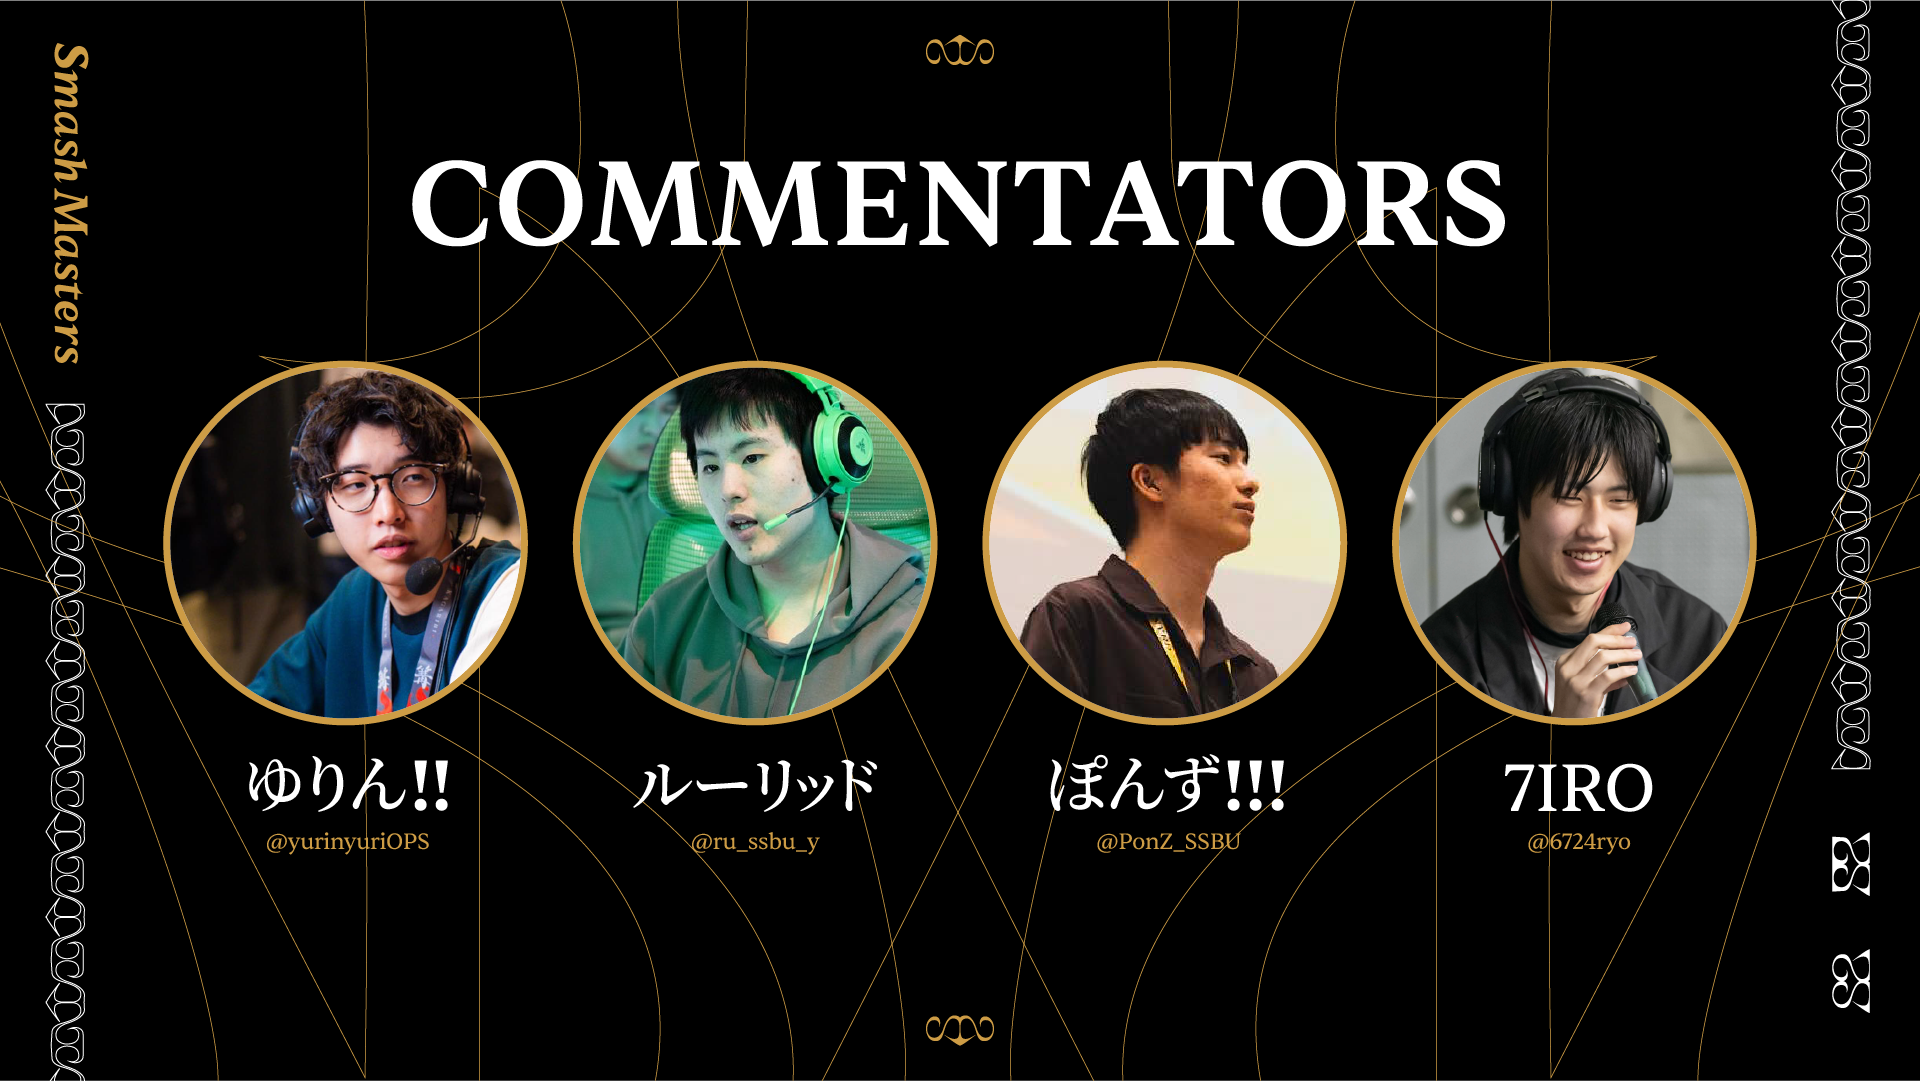 Smash Masters
COMMENTATORS
ゆりん!!
@yurinyuriOPS
ルーリッド
@ru_ssbu_y
ぽんず!!!
@PonZ_SSBU
7IRO
@6724ryo